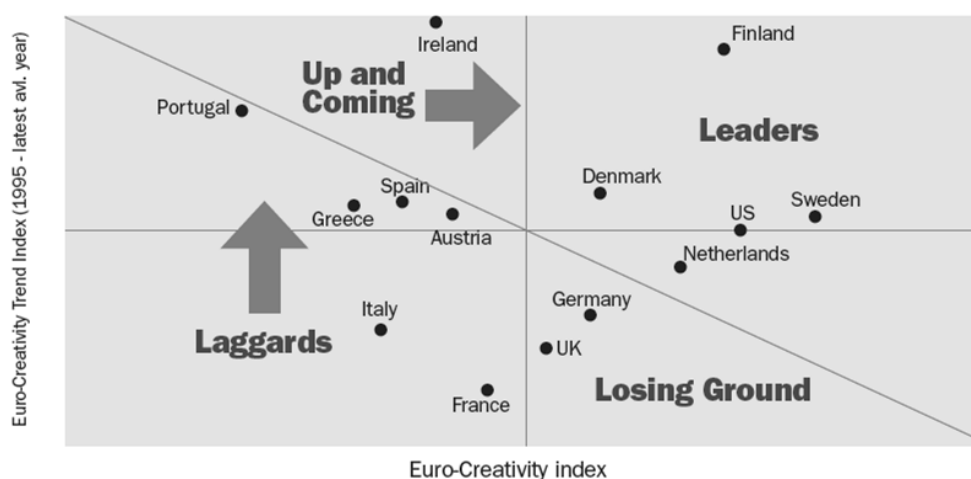 Euro-Creativity Trend Index (1995 - latest avl. year)
Ireland
Finland
Up and
Coming
Portugal
Leaders
Spain
Denmark
Greece
Sweden
US
Austria
Netherlands
Italy
Germany
Laggards
UK
Losing Ground
France
Euro-Creativity index